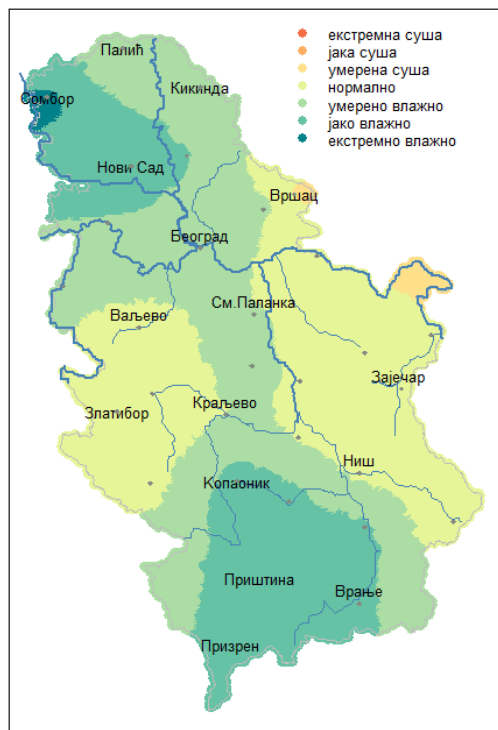 екстремна суша
јака суша
умерена суша
нормално
умерено влажно
јако влажно
екстремно влажно
Палић
Кикинда
Сомбор
Нови Сад
Вршац
Београд
См.Паланка
Ваљево
Зајечар
Златибор
Краљево
Ниш
Копаоник
Приштина
Врање
Призрен